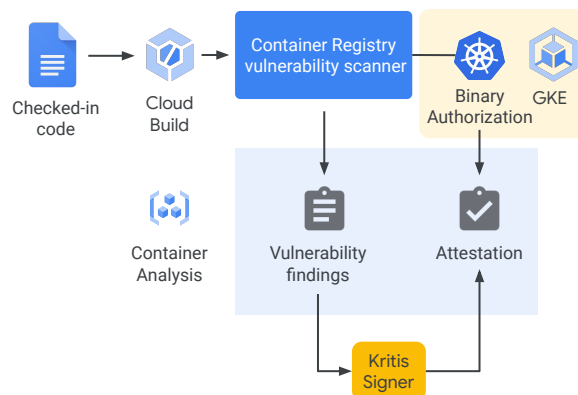 Checked-in
code
Cloud
Build
Container Registry
vulnerability scanner
Binary
Authorization
GKE
Container
Analysis
Vulnerability
findings
Attestation
Kritis
Signer